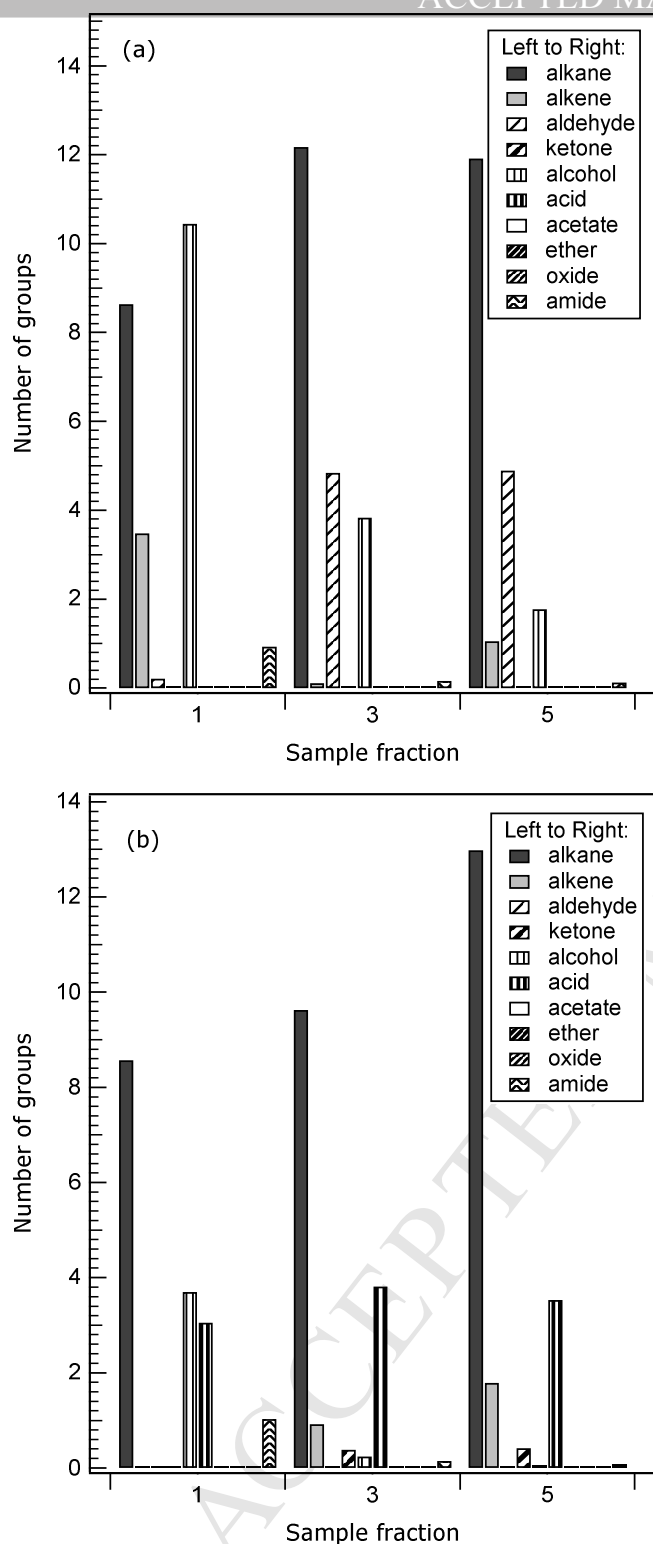 ACCEPTED MA
(a)
Left to Right:
alkane
alkene
aldehyde
ketone
alcohol
acid
acetate
ether
oxide
amide
14
12
10
8
6
4
2
0
Number of groups
1 3 5
Sample fraction
(b)
Left to Right:
alkane
alkene
aldehyde
ketone
alcohol
acid
acetate
ether
oxide
amide
14
12
10
8
6
4
2
0
Number of groups
1 3 5
Sample fraction
ACCEPTE